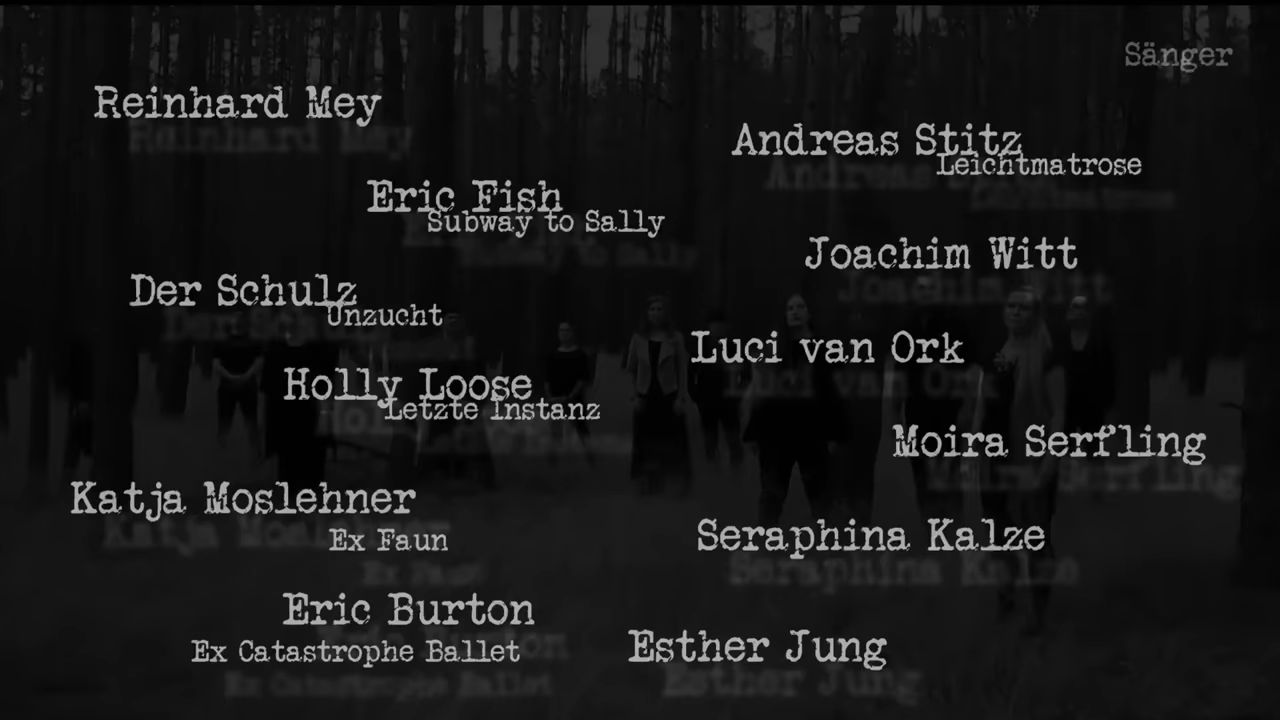 Sänger
Reinhard Mey
Eric Fish
Subway to Sally
Der Schulz
Unzucht
Holly Loose
Letzte Instanz
Katja Moslehner
Ex Faun
Eric Burton
Ex Catastrophe Ballet
Andreas Stitz
Leichtmatrose
Joachim Witt
Luci van Ork
Moira Serfling
Seraphina Kalze
Esther Jung